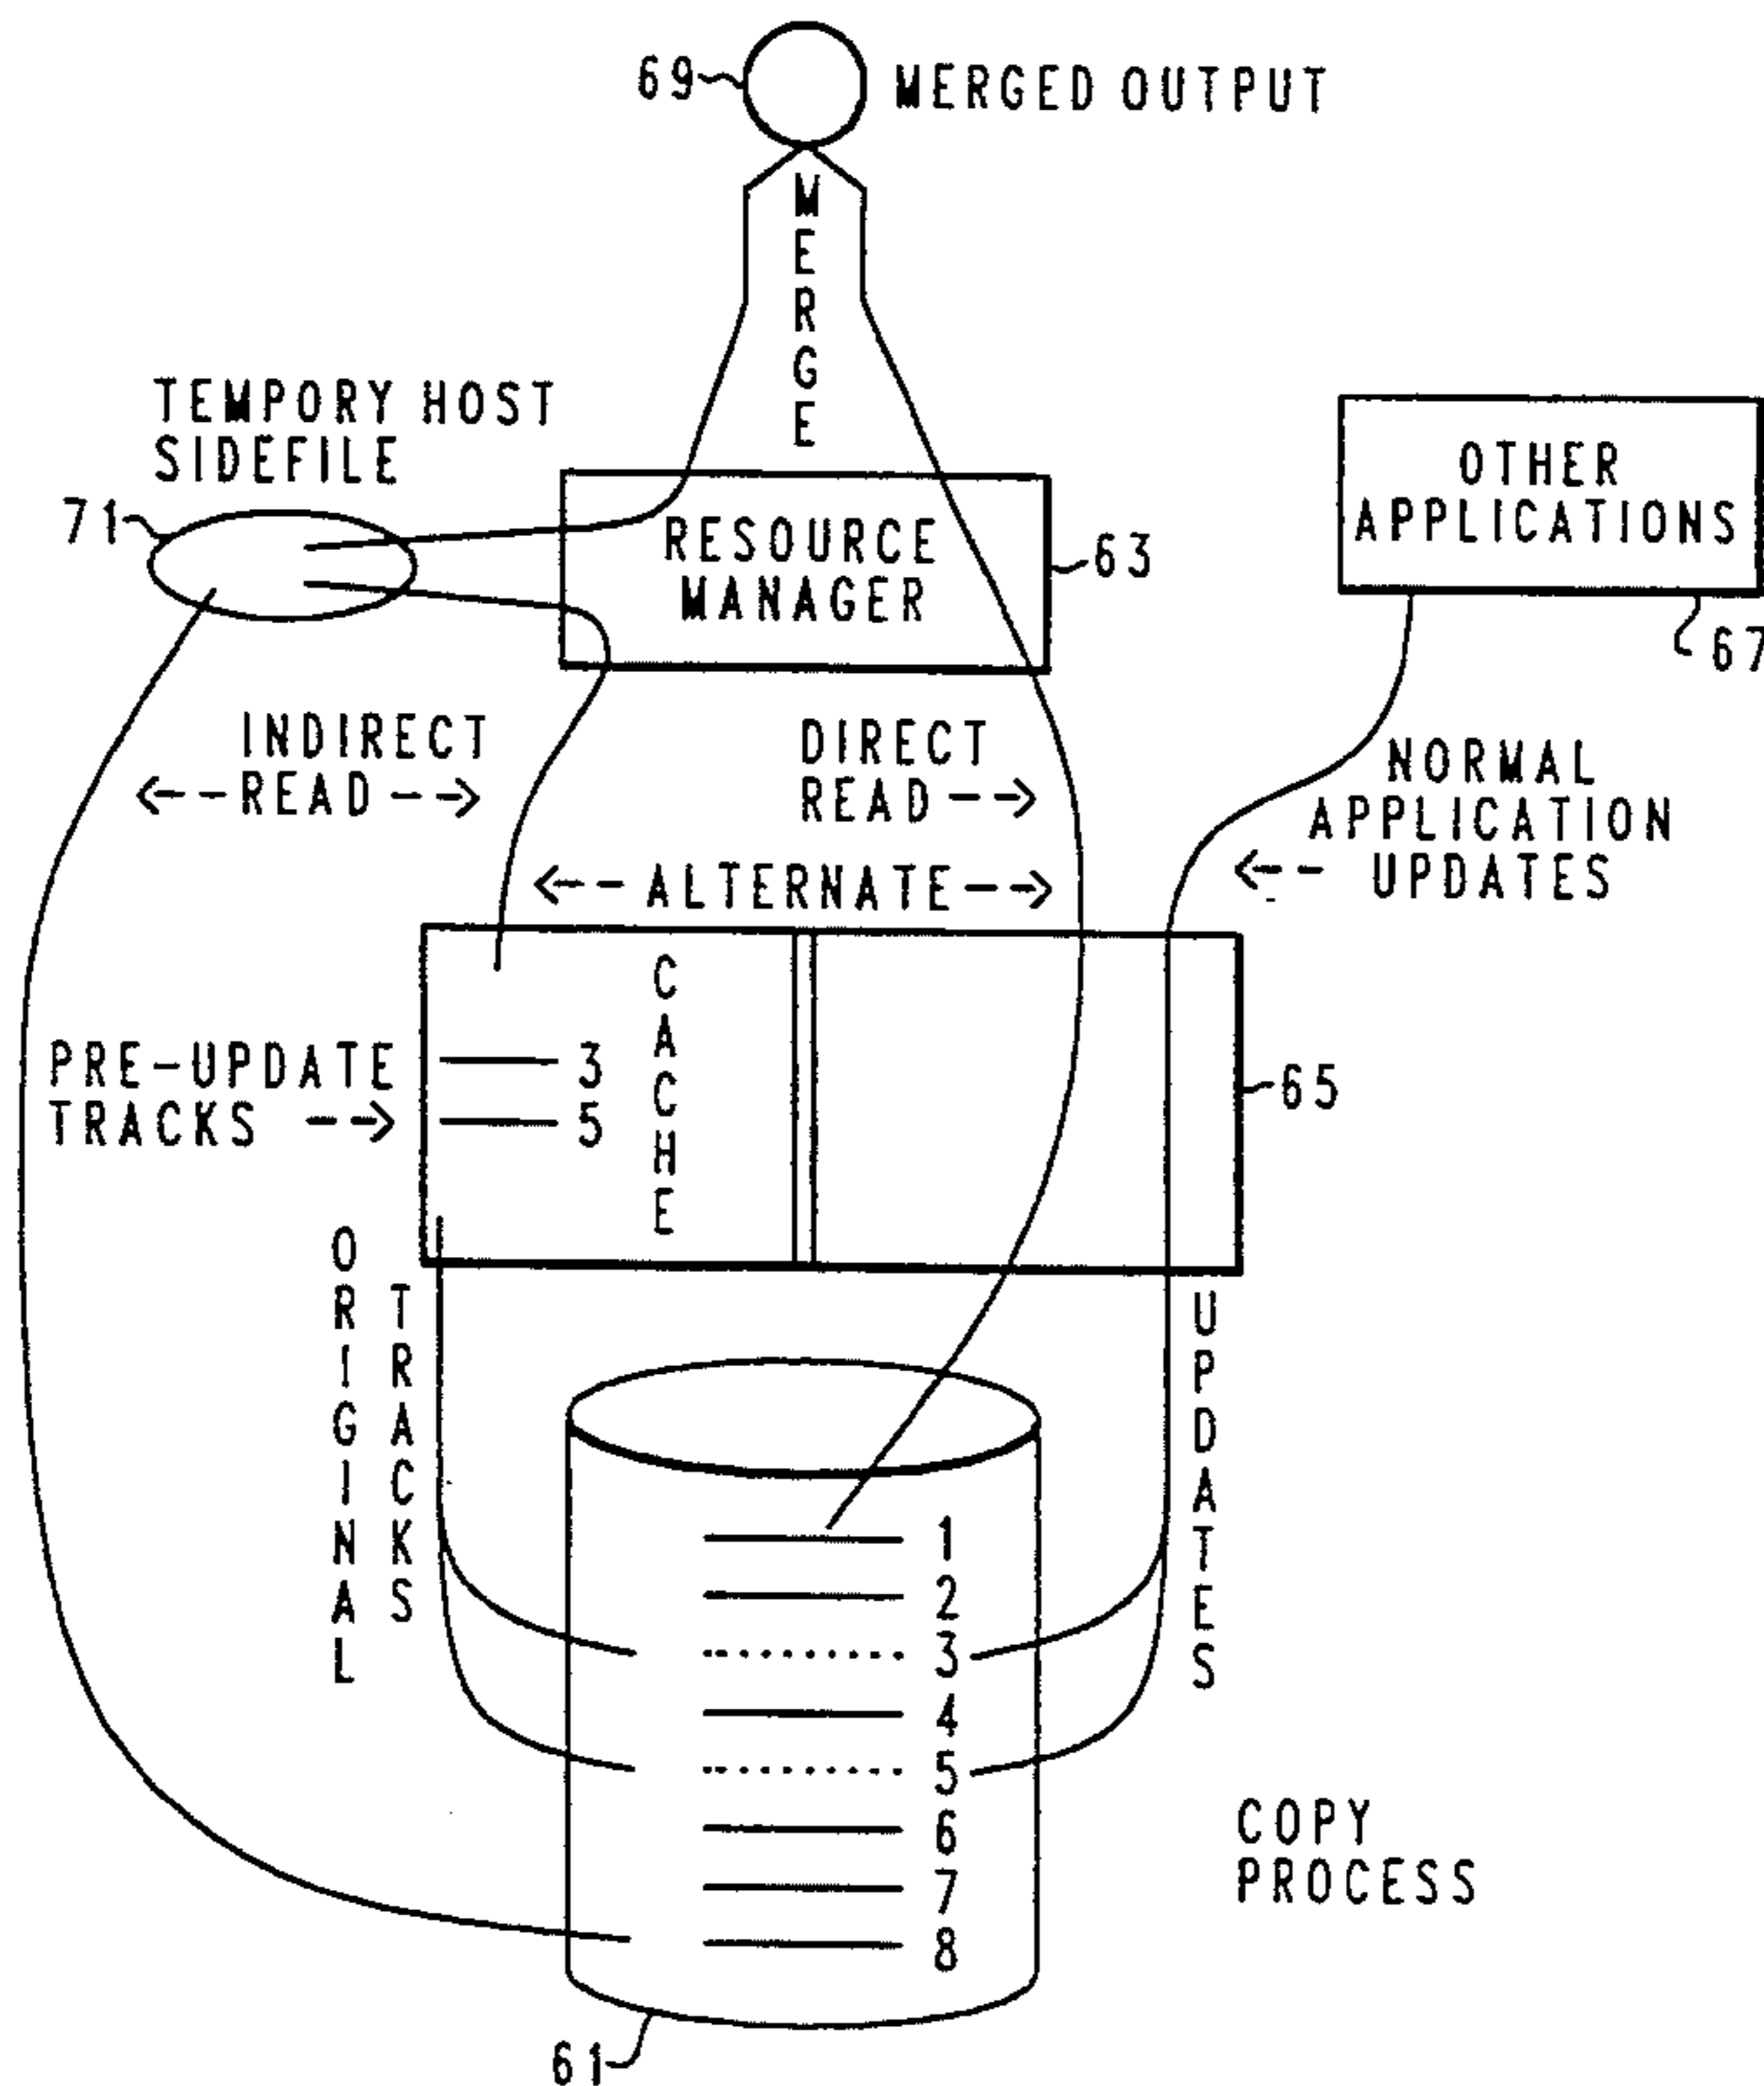 69
MERGED OUTPUT
MERGE
TEMPORY HOST
SIDEFILE
71
RESOURCE
MANAGER
63
OTHER
APPLICATIONS
67
INDIRECT
<--READ-->
DIRECT
READ-->
NORMAL
APPLICATION
<-- UPDATES
<--ALTERNATE-->
CACHE
PRE-UPDATE
TRACKS -->
3
5
65
ORIGINAL
TRACKS
UPDATES
1
2
3
4
5
6
7
8
COPY
PROCESS
61